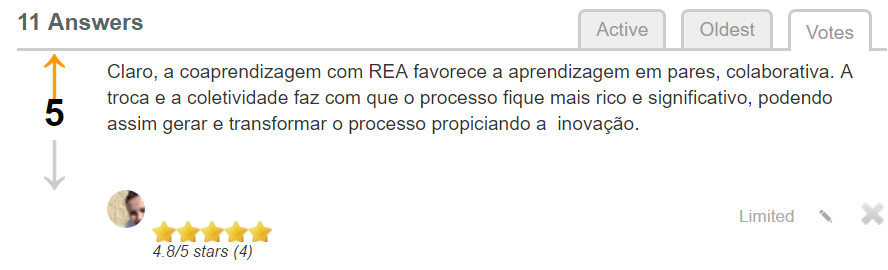 11 Answers
Active
Oldest
Votes
Claro, a coaprendizagem com REA favorece a aprendizagem em pares, colaborativa. A
troca e a coletividade faz com que o processo fique mais rico e significativo, podendo
assim gerar e transformar o processo propiciando a  inovação.
5
Limited
4.8/5 stars (4)